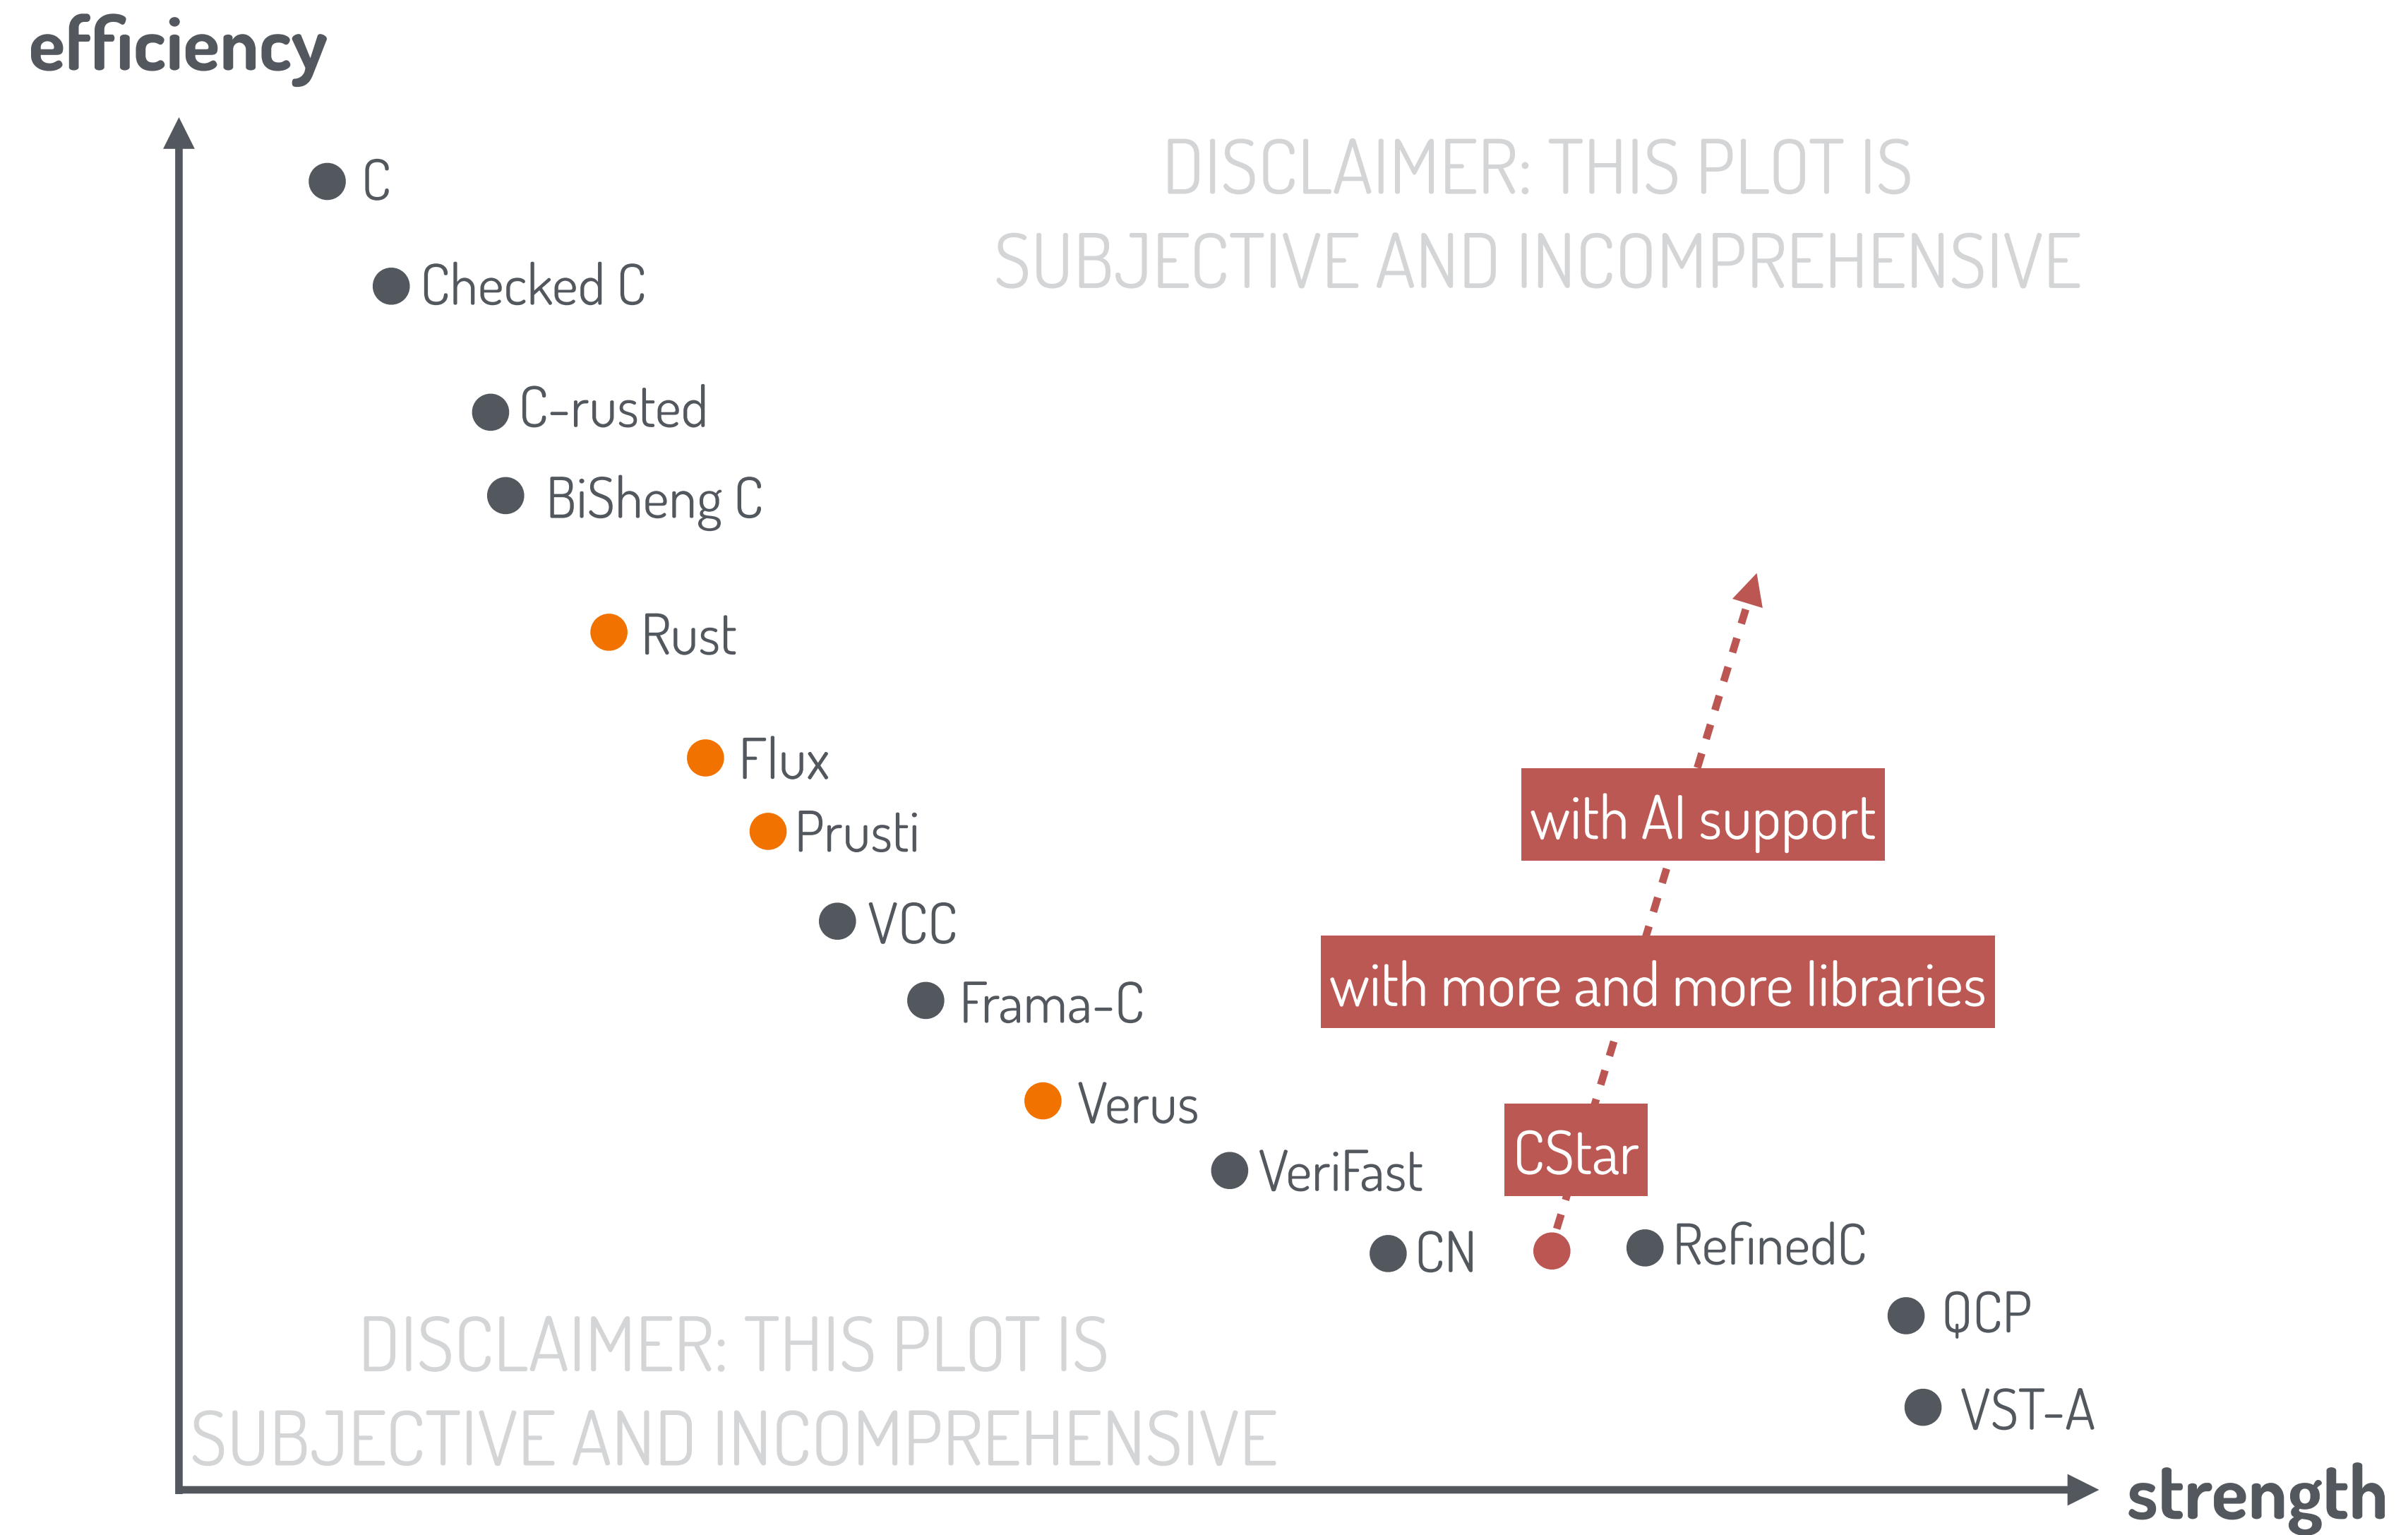 efficiency
DISCLAIMER: THIS PLOT IS
SUBJECTIVE AND INCOMPREHENSIVE
C
Checked C
C-rusted
BiSheng C
Rust
Flux
Prusti
with AI support
VCC
with more and more libraries
Frama-C
Verus
CStar
VeriFast
CN
RefinedC
QCP
DISCLAIMER: THIS PLOT IS
SUBJECTIVE AND INCOMPREHENSIVE
VST-A
strength